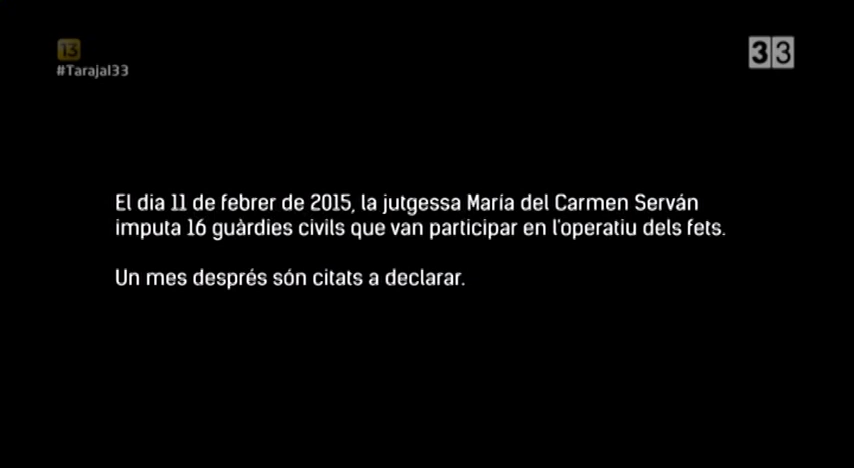 13
33
#Tarajal33
El dia 11 de febrer de 2015, la jutgessa María del Carmen Serván
imputa 16 guàrdies civils que van participar en l'operatiu dels fets.
Un mes després són citats a declarar.